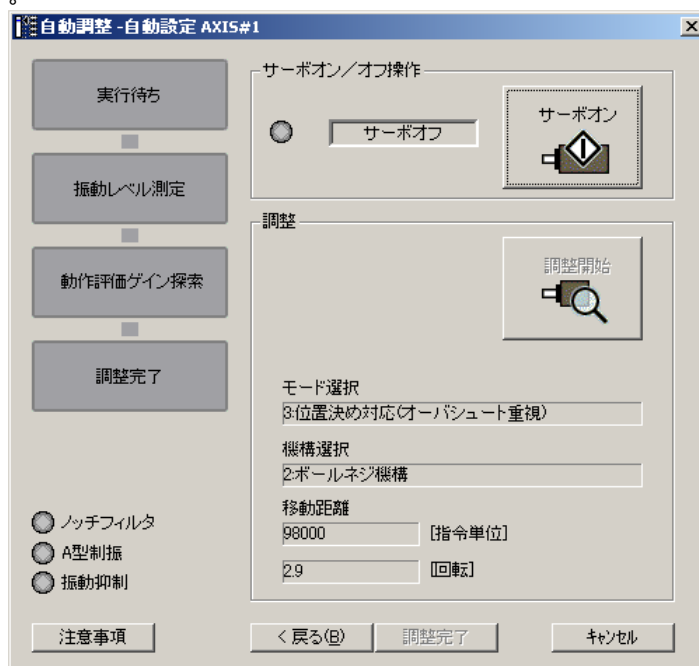 。
自動調整 -自動設定 AXIS#1
実行待ち
振動レベル測定
動作評価ゲイン探索
調整完了
ノッチフィルタ
A型制振
振動抑制
サーボオン／オフ操作
サーボオフ
サーボオン
調整
調整開始
モード選択
3:位置決め対応(オーバシュート重視)
機構選択
2:ボールネジ機構
移動距離
98000 [指令単位]
2.9 [回転]
注意事項
< 戻る(B)
調整完了
キャンセル